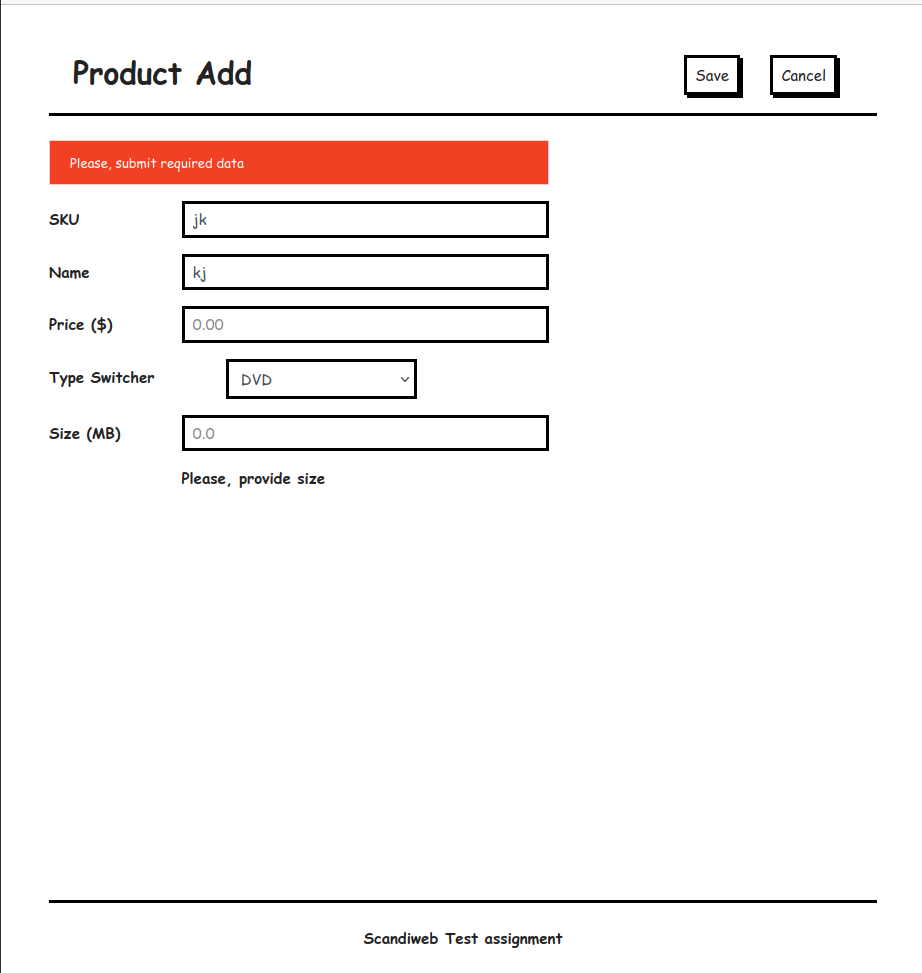 Product Add
Save
Cancel
Please, submit required data
SKU
jk
Name
kj
Price ($)
0.00
Type Switcher
DVD
Size (MB)
0.0
Please, provide size
Scandiweb Test assignment